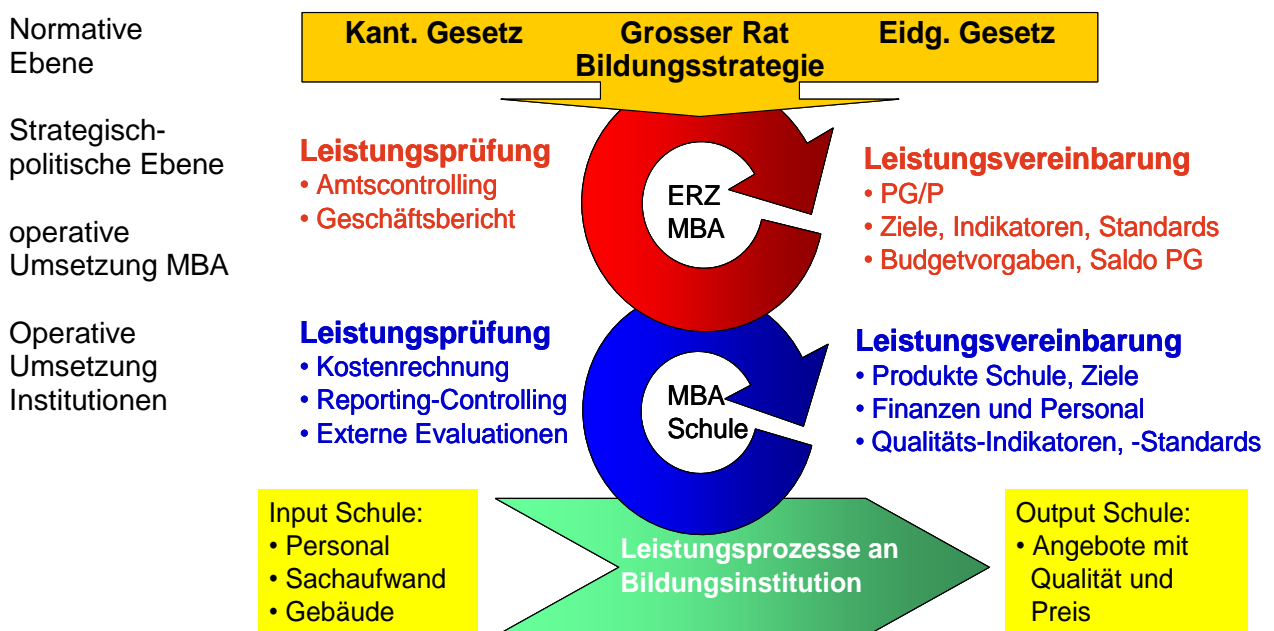 Normative
Ebene
Kant. Gesetz
Grosser Rat
Bildungsstrategie
Eidg. Gesetz
Strategisch-
politische Ebene
operative
Umsetzung MBA
Leistungsprüfung
• Amtscontrolling
• Geschäftsbericht
ERZ
MBA
Leistungsvereinbarung
• PG/P
• Ziele, Indikatoren, Standards
• Budgetvorgaben, Saldo PG
Operative
Umsetzung
Institutionen
Leistungsprüfung
• Kostenrechnung
• Reporting-Controlling
• Externe Evaluationen
MBA
Schule
Leistungsvereinbarung
• Produkte Schule, Ziele
• Finanzen und Personal
• Qualitäts-Indikatoren, -Standards
Input Schule:
• Personal
• Sachaufwand
• Gebäude
Leistungsprozesse an
Bildungsinstitution
Output Schule:
• Angebote mit
Qualität und
Preis